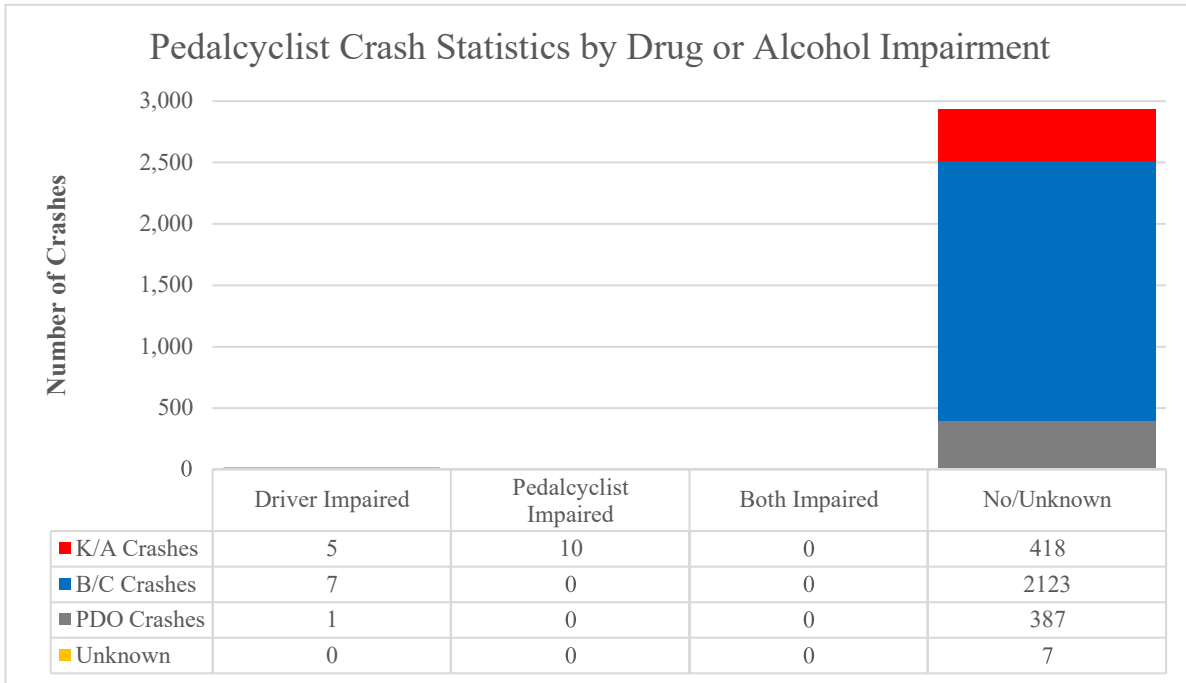 Pedalcyclist Crash Statistics by Drug or Alcohol Impairment
Number of Crashes
3,000
2,500
2,000
1,500
1,000
500
0
Driver Impaired Pedalcyclist Impaired Both Impaired No/Unknown
K/A Crashes 5 10 0 418
B/C Crashes 7 0 0 2123
PDO Crashes 1 0 0 387
Unknown 0 0 0 7